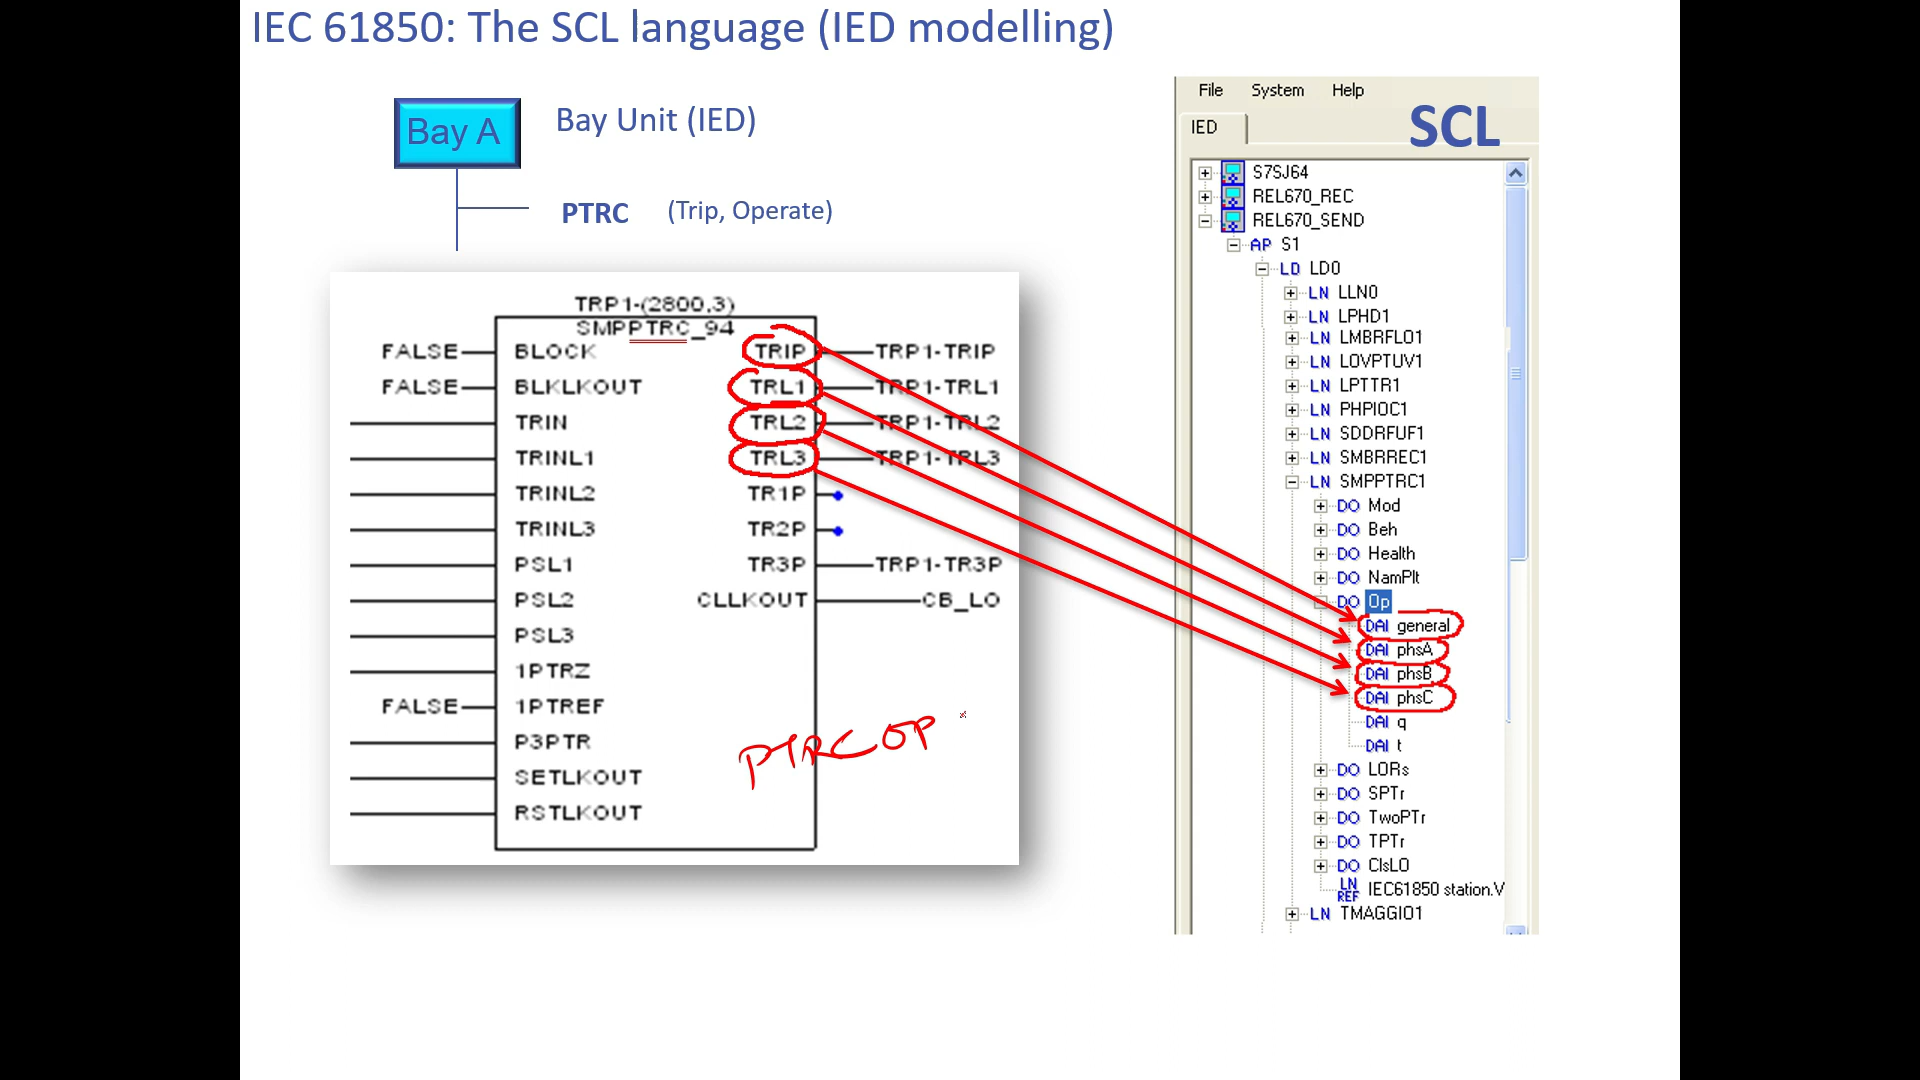 IEC 61850: The SCL language (IED modelling)
Bay A
Bay Unit (IED)
PTRC (Trip, Operate)
TRP1-(2800,3)
SMPPTRC_94
FALSE BLOCK TRIP TRP1-TRIP
FALSE BLKLKOUT TRL1 TRP1-TRL1
TRIN TRL2 TRP1-TRL2
TRINL1 TRL3 TRP1-TRL3
TRINL2 TR1P
TRINL3 TR2P
PSL1 TR3P TRP1-TR3P
PSL2 CLLKOUT CB_LO
PSL3
1PTRZ
FALSE 1PTREF
P3PTR
SETLKOUT
RSTLKOUT
PTRC OP
File System Help
IED
SCL
S7SJ64
REL670_REC
REL670_SEND
AP S1
LD LD0
LN LLN0
LN LPHD1
LN LMBRFLO1
LN LOVPTUV1
LN LPTTR1
LN PHPIOC1
LN SDDRFUF1
LN SMBRREC1
LN SMPPTRC1
DO Mod
DO Beh
DO Health
DO NamPlt
DO Op
DAI general
DAI phsA
DAI phsB
DAI phsC
DAI q
DAI t
DO LORs
DO SPTr
DO TwoPTr
DO TPTr
DO ClsLO
LN REF IEC61850 station.V
LN TMAGGIO1